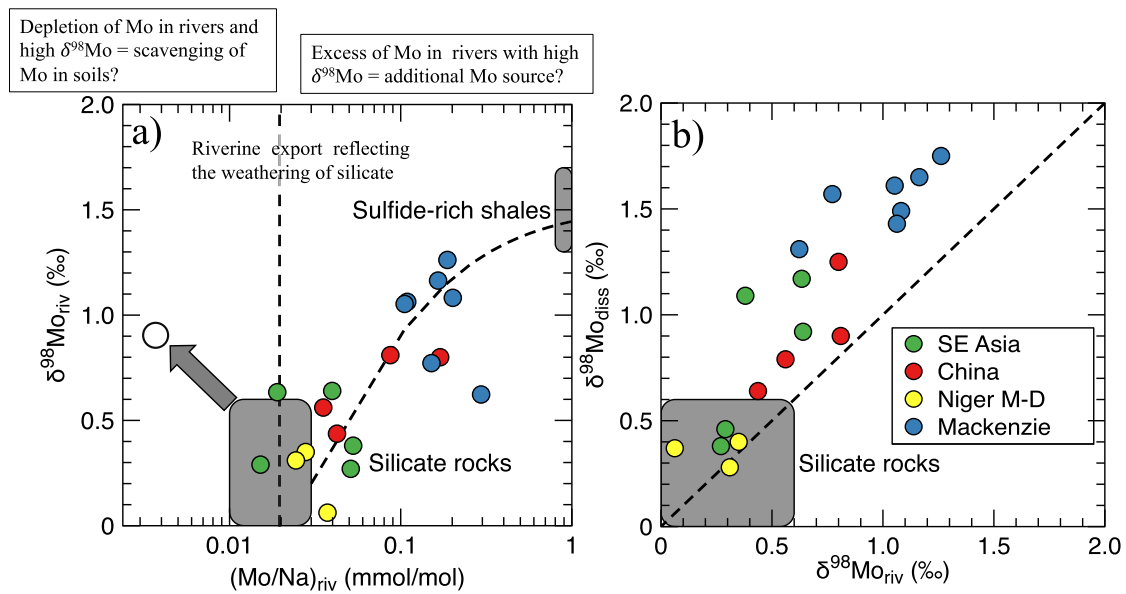 Depletion of Mo in rivers and
high δ⁹⁸Mo = scavenging of
Mo in soils?
Excess of Mo in rivers with high
δ⁹⁸Mo = additional Mo source?
a)
Riverine export reflecting
the weathering of silicate
Sulfide-rich shales
Silicate rocks
2.0
1.5
1.0
0.5
0
δ⁹⁸Mo_riv (‰)
0.01
0.1
1
(Mo/Na)_riv (mmol/mol)
b)
2.0
1.5
1.0
0.5
0
δ⁹⁸Mo_diss (‰)
SE Asia
China
Niger M-D
Mackenzie
Silicate rocks
0
0.5
1.0
1.5
2.0
δ⁹⁸Mo_riv (‰)